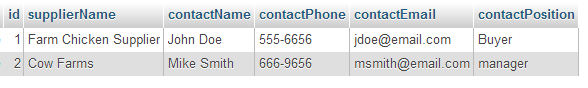 id supplierName contactName contactPhone contactEmail contactPosition
1 Farm Chicken Supplier John Doe 555-6656 jdoe@email.com Buyer
2 Cow Farms Mike Smith 666-9656 msmith@email.com manager